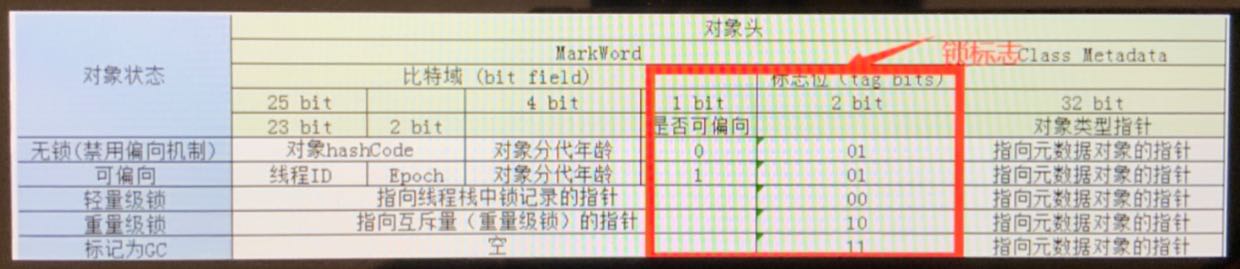 对象头
MarkWord 锁标志 Class Metadata
对象状态 比特域 (bit field) 标志位 (tag bits)
25 bit 4 bit 1 bit 2 bit 32 bit
23 bit 2 bit 是否可偏向 对象类型指针
无锁(禁用偏向机制) 对象hashCode 对象分代年龄 0 01 指向元数据对象的指针
可偏向 线程ID Epoch 对象分代年龄 1 01 指向元数据对象的指针
轻量级锁 指向线程栈中锁记录的指针 00 指向元数据对象的指针
重量级锁 指向互斥量(重量级锁)的指针 10 指向元数据对象的指针
标记为GC 空 11 指向元数据对象的指针